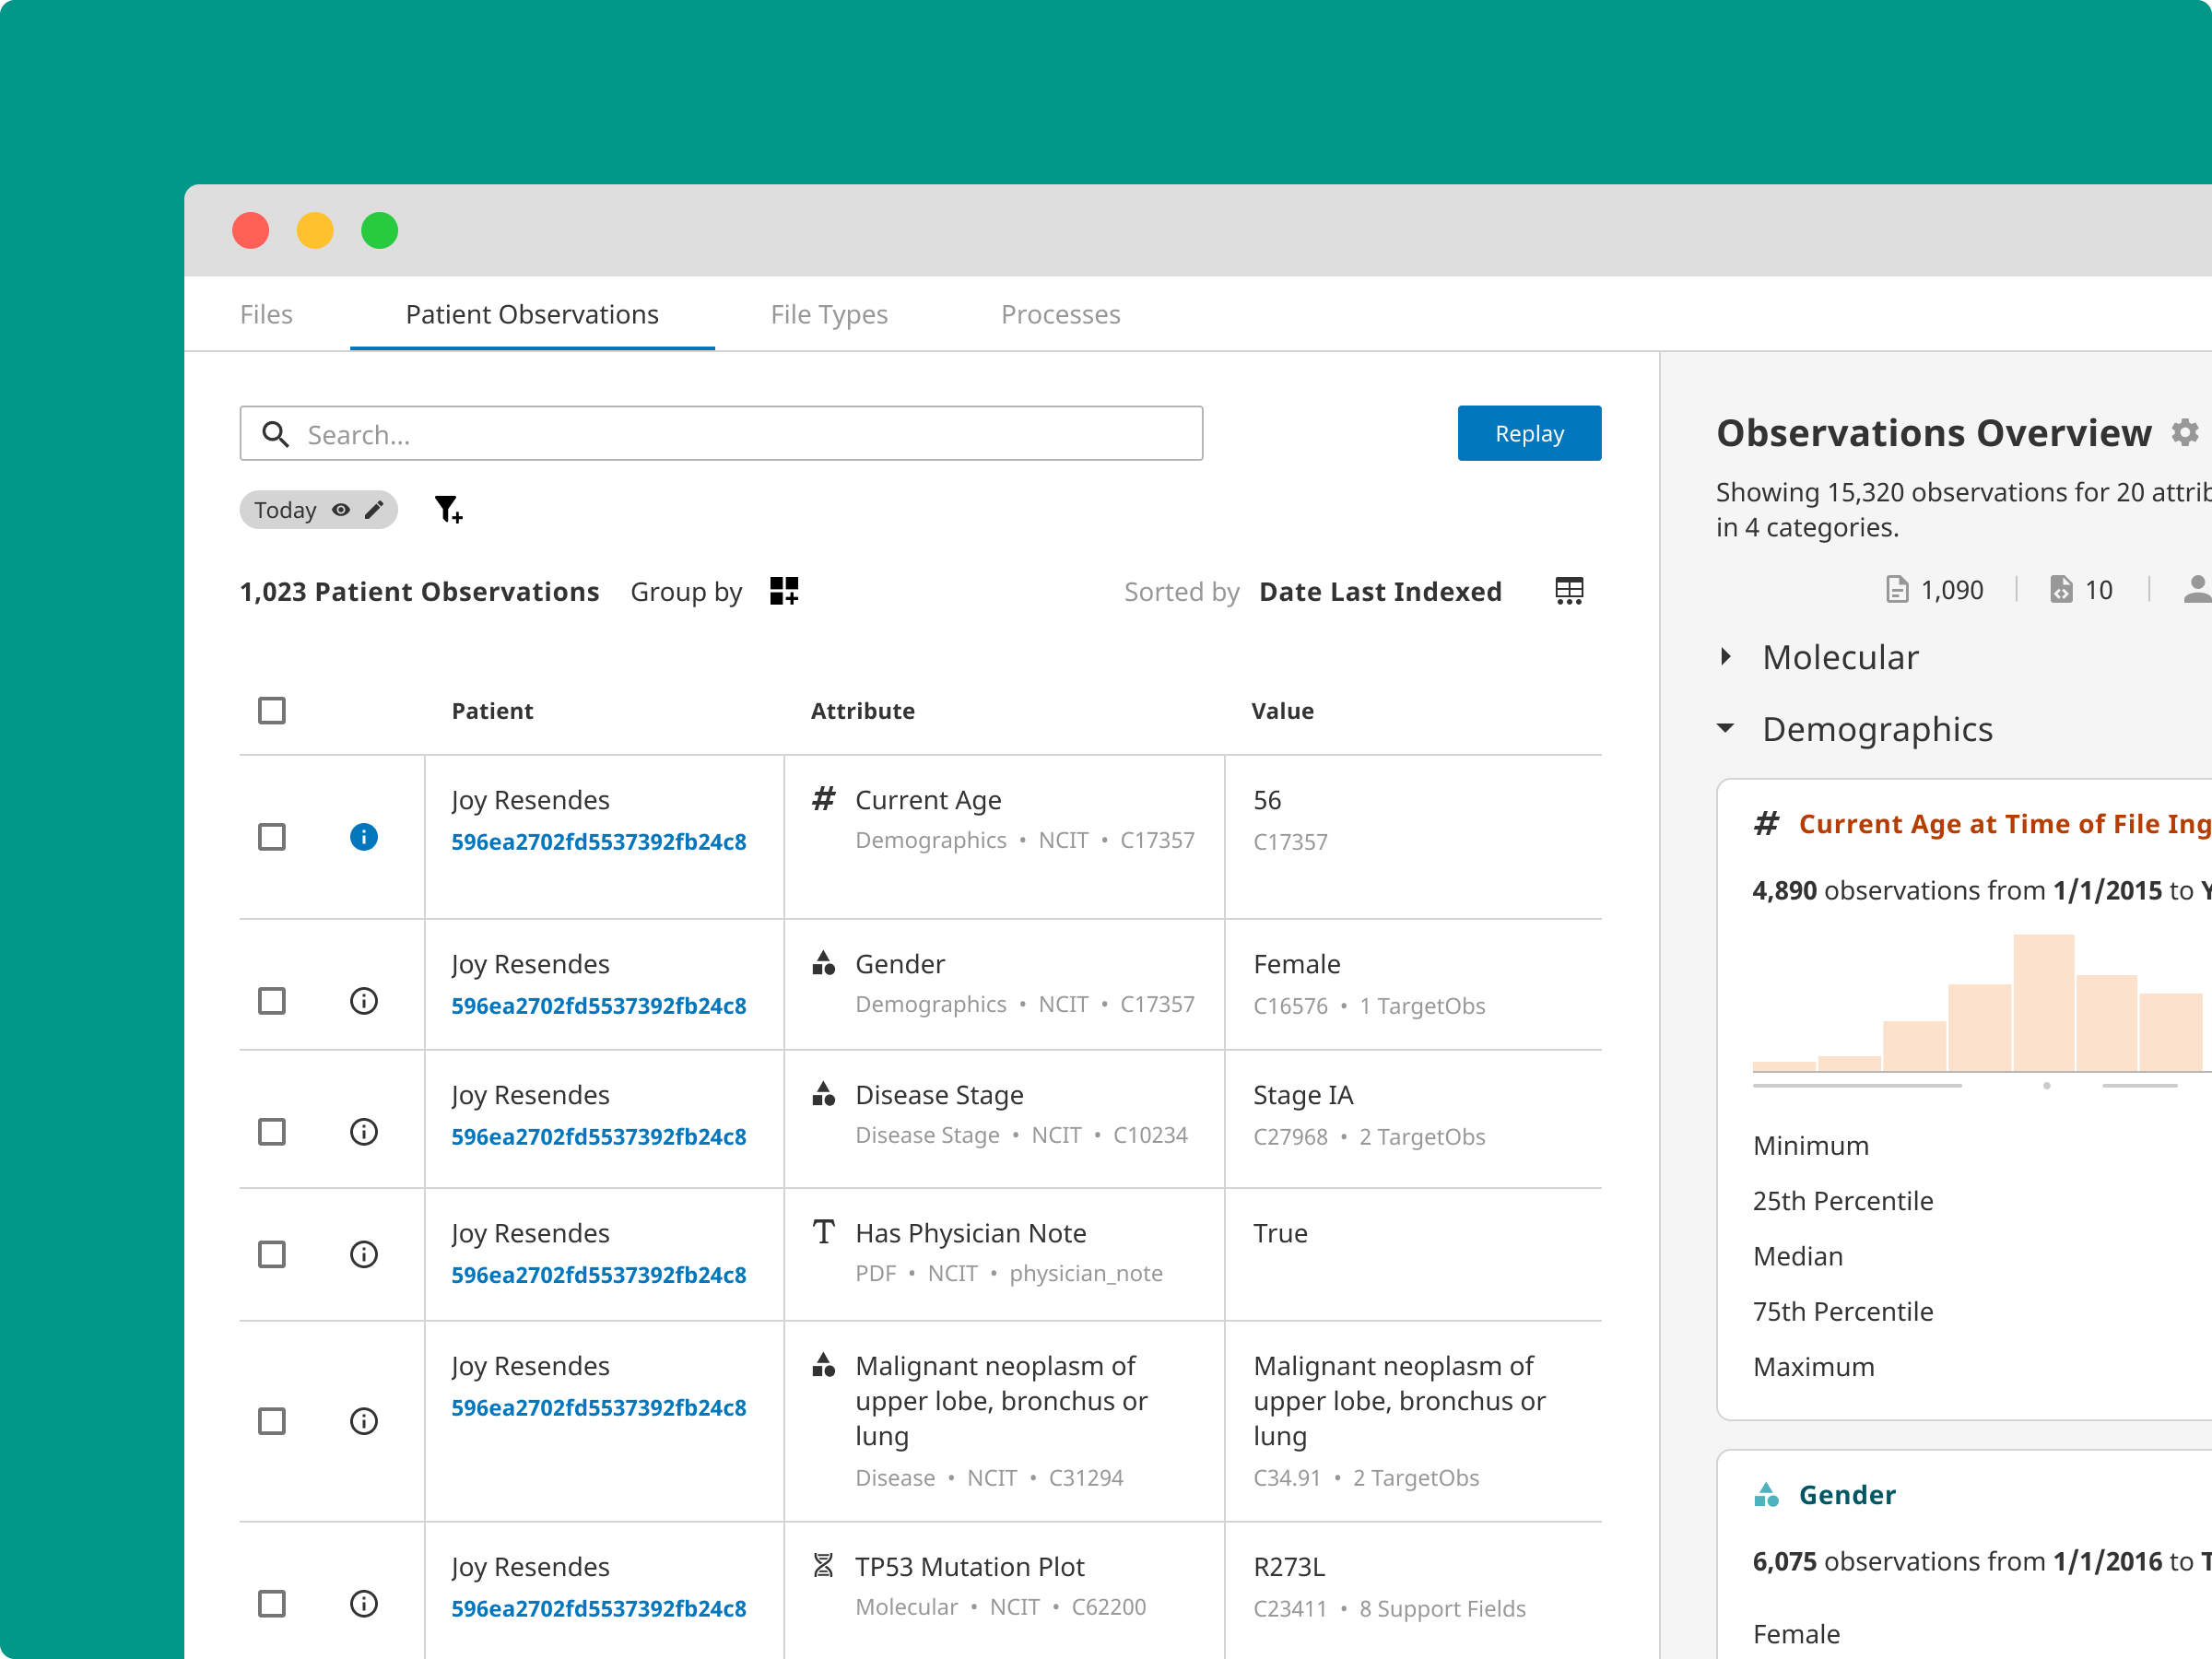 Files Patient Observations File Types Processes
Search...
Replay
Today
1,023 Patient Observations Group by Sorted by Date Last Indexed
Patient Attribute Value
Joy Resendes Current Age 56
596ea2702fd5537392fb24c8 Demographics • NCIT • C17357 C17357
Joy Resendes Gender Female
596ea2702fd5537392fb24c8 Demographics • NCIT • C17357 C16576 • 1 TargetObs
Joy Resendes Disease Stage Stage IA
596ea2702fd5537392fb24c8 Disease Stage • NCIT • C10234 C27968 • 2 TargetObs
Joy Resendes Has Physician Note True
596ea2702fd5537392fb24c8 PDF • NCIT • physician_note
Joy Resendes Malignant neoplasm of Malignant neoplasm of
596ea2702fd5537392fb24c8 upper lobe, bronchus or upper lobe, bronchus or
lung lung
Disease • NCIT • C31294 C34.91 • 2 TargetObs
Joy Resendes TP53 Mutation Plot R273L
596ea2702fd5537392fb24c8 Molecular • NCIT • C62200 C23411 • 8 Support Fields
Observations Overview
Showing 15,320 observations for 20 attrib
in 4 categories.
1,090 | 10 |
Molecular
Demographics
# Current Age at Time of File Ing
4,890 observations from 1/1/2015 to Y
Minimum
25th Percentile
Median
75th Percentile
Maximum
Gender
6,075 observations from 1/1/2016 to T
Female